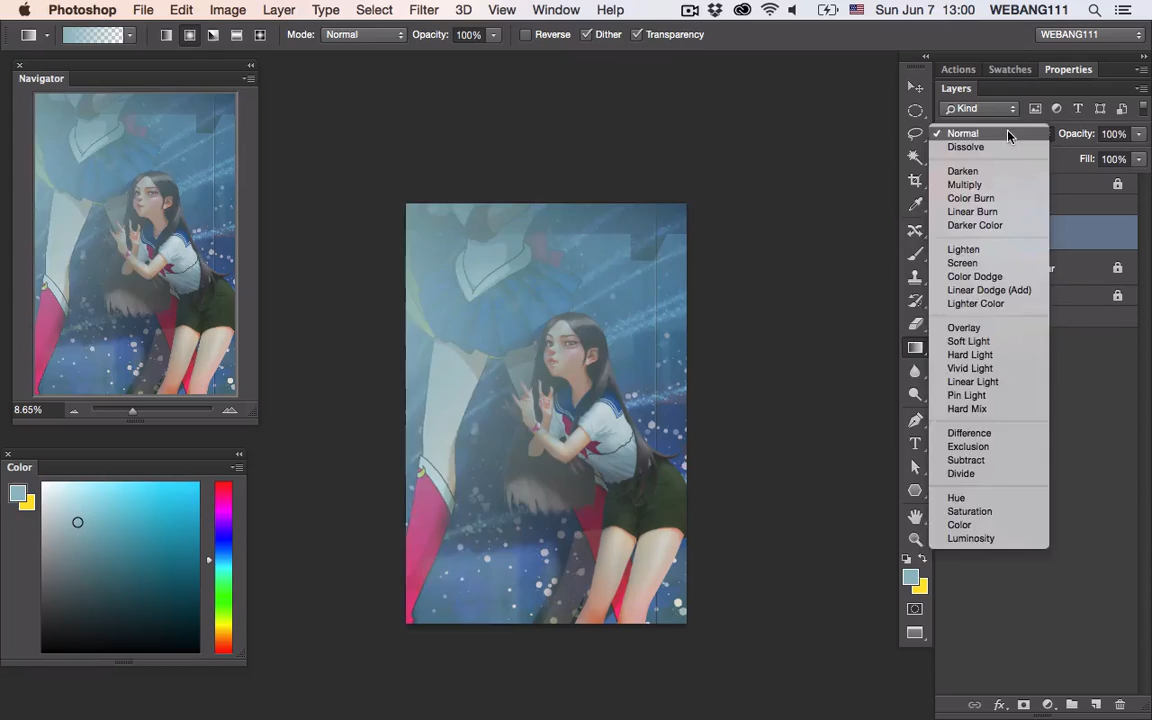 Photoshop File Edit Image Layer Type Select Filter 3D View Window Help Sun Jun 7 13:00 WEBANG111
Mode: Normal Opacity: 100% Reverse Dither Transparency WEBANG111
Navigator
8.65%
Color
Actions Swatches Properties
Layers
Kind
Opacity: 100%
Fill: 100%
Normal
Dissolve
Darken
Multiply
Color Burn
Linear Burn
Darker Color
Lighten
Screen
Color Dodge
Linear Dodge (Add)
Lighter Color
Overlay
Soft Light
Hard Light
Vivid Light
Linear Light
Pin Light
Hard Mix
Difference
Exclusion
Subtract
Divide
Hue
Saturation
Color
Luminosity